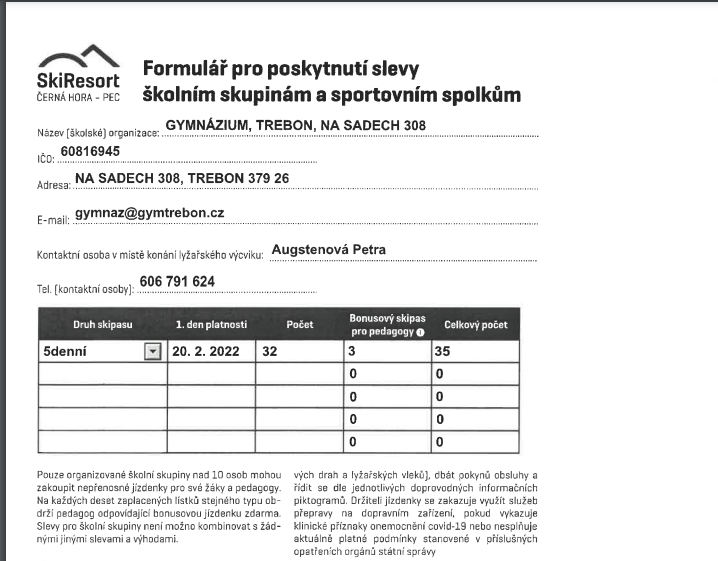 SkiResort
ČERNÁ HORA – PEC
Formulář pro poskytnutí slevy
školním skupinám a sportovním spolkům
Název (školské) organizace: GYMNÁZIUM, TREBON, NA SADECH 308
IČO: 60816945
Adresa: NA SADECH 308, TREBON 379 26
E-mail: gymnaz@gymtrebon.cz
Kontaktní osoba v místě konání lyžařského výcviku: Augstenová Petra
Tel. (kontaktní osoby): 606 791 624
Druh skipasu 1. den platnosti Počet Bonusový skipas pro pedagogy Celkový počet
5denní 20. 2. 2022 32 3 35
0 0
0 0
0 0
0 0
Pouze organizované školní skupiny nad 10 osob mohou
zakoupit nepřenosné jízdenky pro své žáky a pedagogy.
Na každých deset zaplacených lístků stejného typu ob-
drží pedagog odpovídající bonusovou jízdenku zdarma.
Slevy pro školní skupiny není možno kombinovat s žád-
nými jinými slevami a výhodami.
vých drah a lyžařských vleků), dbát pokynů obsluhy a
řídit se dle jednotlivých doprovodných informačních
piktogramů. Držiteli jízdenky se zakazuje využít služeb
přepravy na dopravním zařízení, pokud vykazuje
klinické příznaky onemocnění covid-19 nebo nesplňuje
aktuálně platné podmínky stanovené v příslušných
opatřeních orgánů státní správy